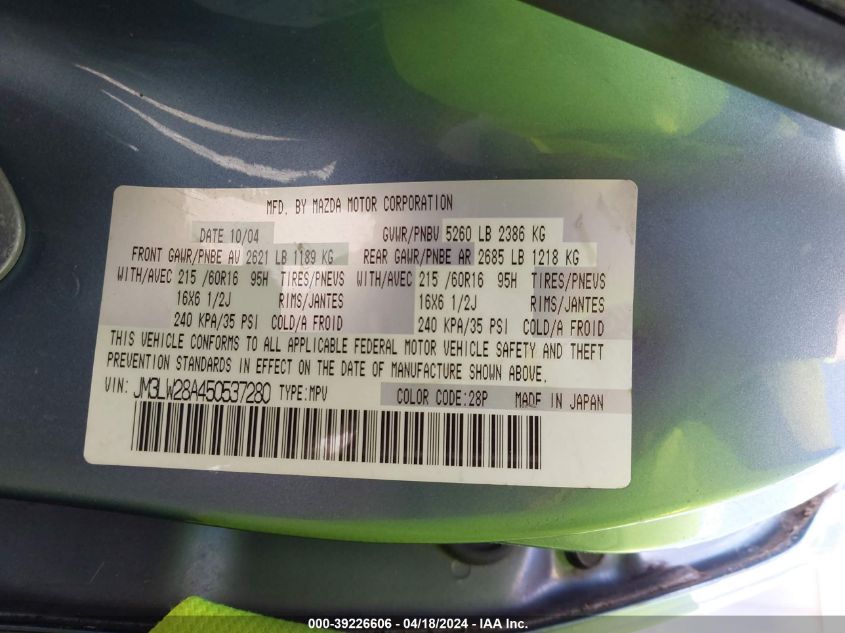 MFD. BY MAZDA MOTOR CORPORATION
DATE 10/04 GVWR/PNBV 5260 LB 2386 KG
FRONT GAWR/PNBE AV 2621 LB 1189 KG REAR GAWR/PNBE AR 2685 LB 1218 KG
WITH/AVEC 215 /60R16 95H TIRES/PNEUS WITH/AVEC 215 /60R16 95H TIRES/PNEUS
16X6 1/2J RIMS/JANTES 16X6 1/2J RIMS/JANTES
240 KPA/35 PSI COLD/A FROID 240 KPA/35 PSI COLD/A FROID
THIS VEHICLE CONFORMS TO ALL APPLICABLE FEDERAL MOTOR VEHICLE SAFETY AND THEFT
PREVENTION STANDARDS IN EFFECT ON THE DATE OF MANUFACTURE SHOWN ABOVE.
VIN: JM3LW28A450537280 TYPE:MPV COLOR CODE:28P MADE IN JAPAN
000-39226606 - 04/18/2024 - IAA Inc.